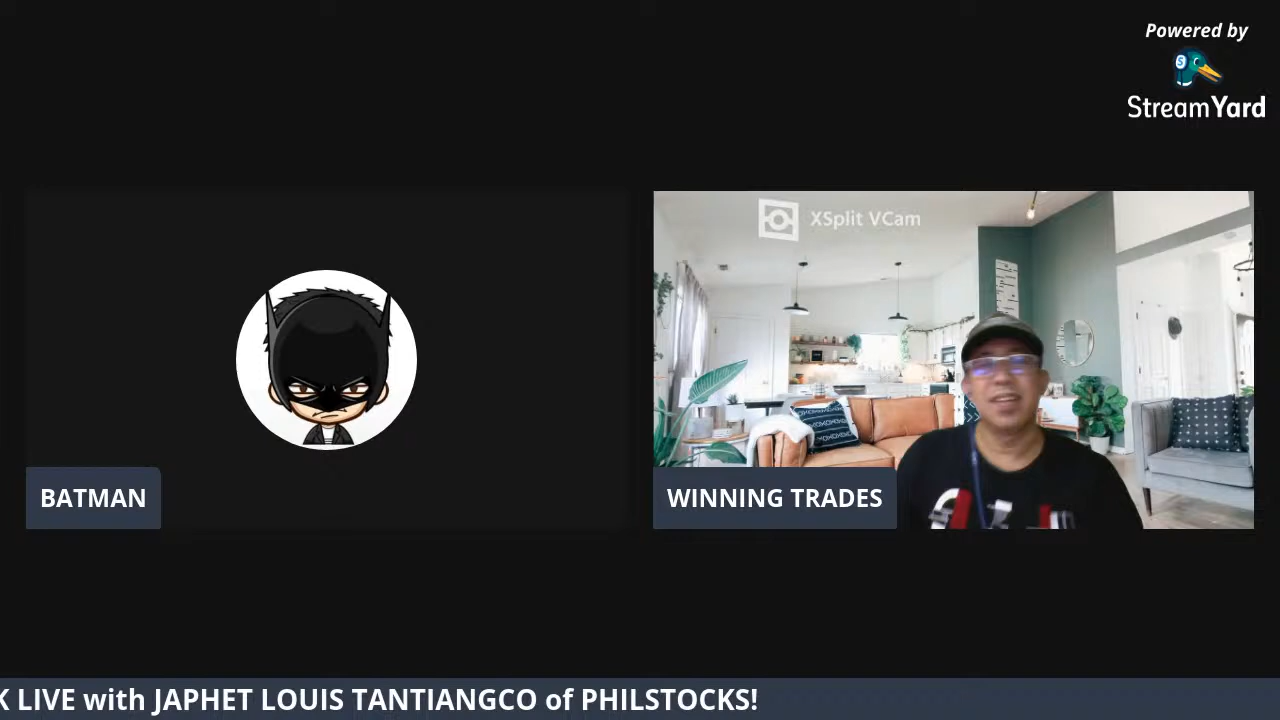 Powered by
StreamYard
XSplit VCam
BATMAN
WINNING TRADES
K LIVE with JAPHET LOUIS TANTIANGCO of PHILSTOCKS!